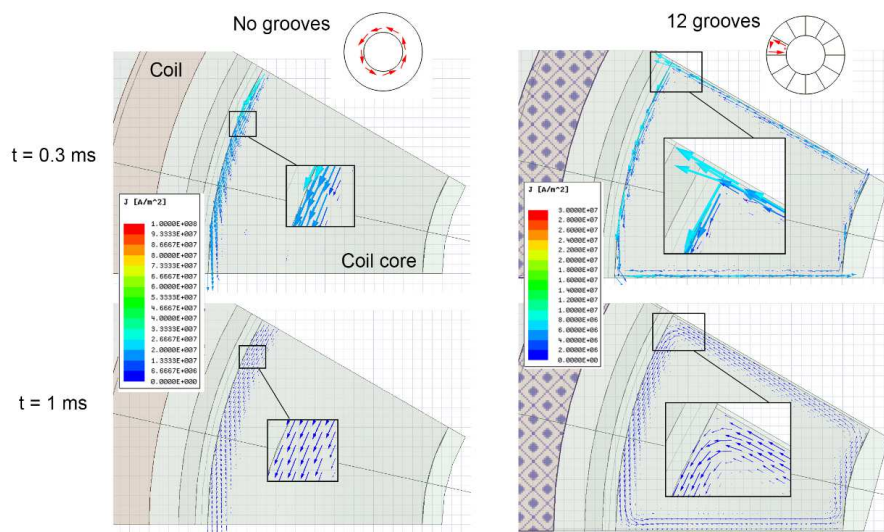 No grooves
12 grooves
Coil
t = 0.3 ms
J [A/m^2]
1.0000E+008
9.3333E+007
8.6667E+007
8.0000E+007
7.3333E+007
6.6667E+007
6.0000E+007
5.3333E+007
4.6667E+007
4.0000E+007
3.3333E+007
2.6667E+007
2.0000E+007
1.3333E+007
6.6667E+006
0.0000E+000
Coil core
J [A/m^2]
3.0000E+07
2.8000E+07
2.6000E+07
2.4000E+07
2.2000E+07
2.0000E+07
1.8000E+07
1.6000E+07
1.4000E+07
1.2000E+07
1.0000E+07
8.0000E+06
6.0000E+06
4.0000E+06
2.0000E+06
0.0000E+00
t = 1 ms